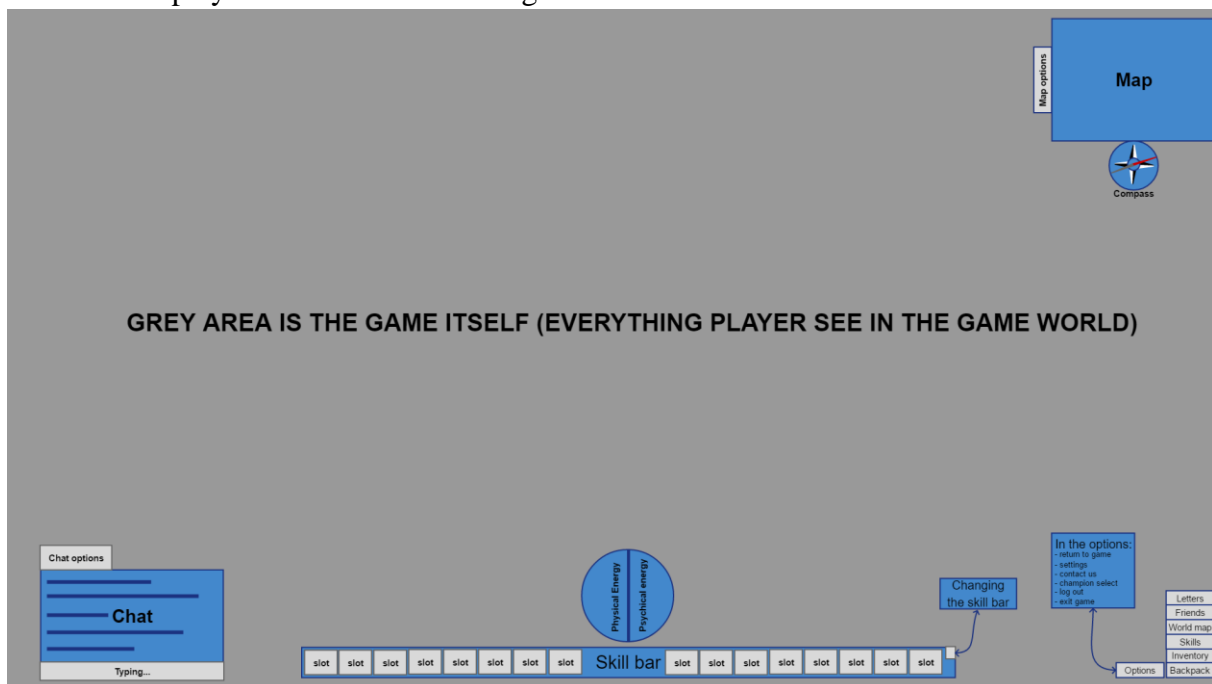 Map options
Map
Compass
GREY AREA IS THE GAME ITSELF (EVERYTHING PLAYER SEE IN THE GAME WORLD)
Chat options
Chat
Typing...
Physical Energy
Psychical energy
slot slot slot slot slot slot slot slot Skill bar slot slot slot slot slot slot slot slot
Changing
the skill bar
In the options:
- return to game
- settings
- contact us
- champion select
- log out
- exit game
Letters
Friends
World map
Skills
Inventory
Options
Backpack